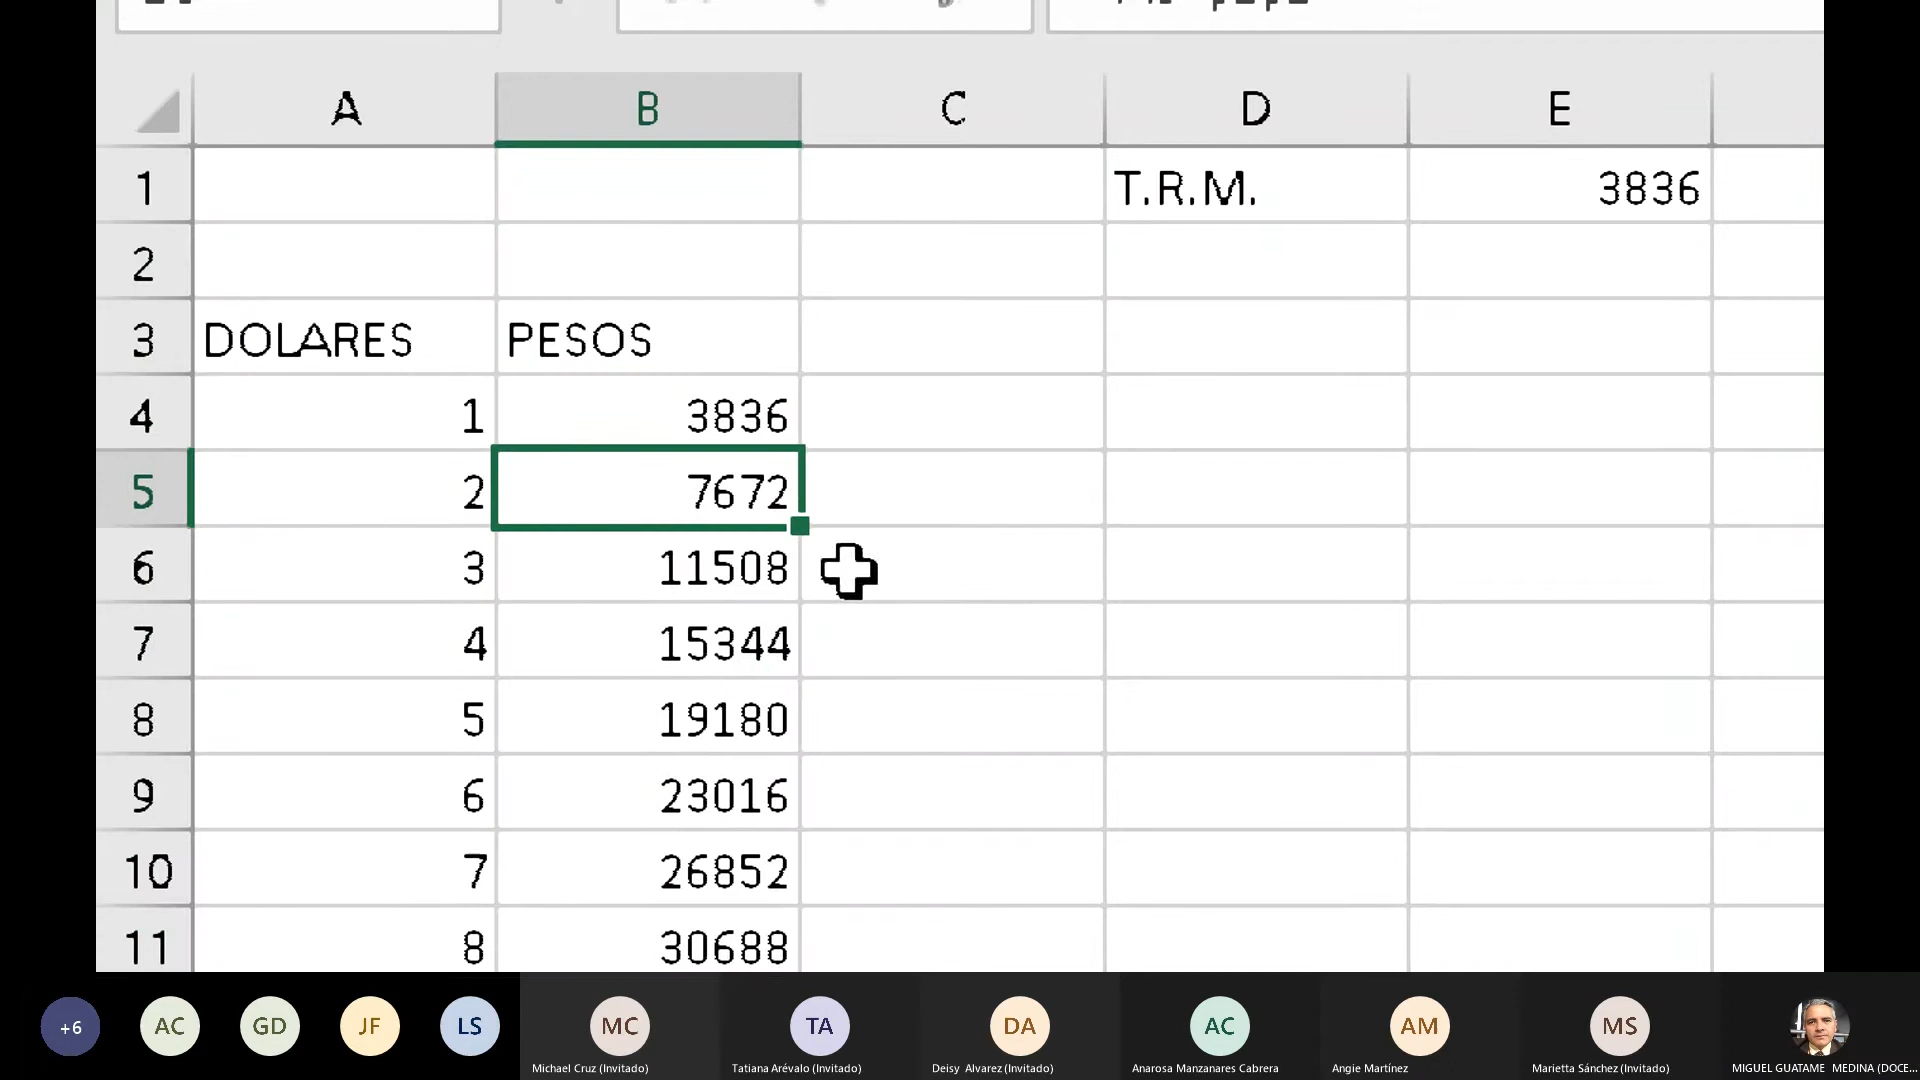 A B C D E
1 T.R.M. 3836
2
3 DOLARES PESOS
4 1 3836
5 2 7672
6 3 11508
7 4 15344
8 5 19180
9 6 23016
10 7 26852
11 8 30688
+6 AC GD JF LS MC TA DA AC AM MS
Michael Cruz (Invitado) Tatiana Arévalo (Invitado) Deisy Alvarez (Invitado) Anarosa Manzanares Cabrera Angie Martínez Marietta Sánchez (Invitado) MIGUEL GUATAME MEDINA (DOCE...